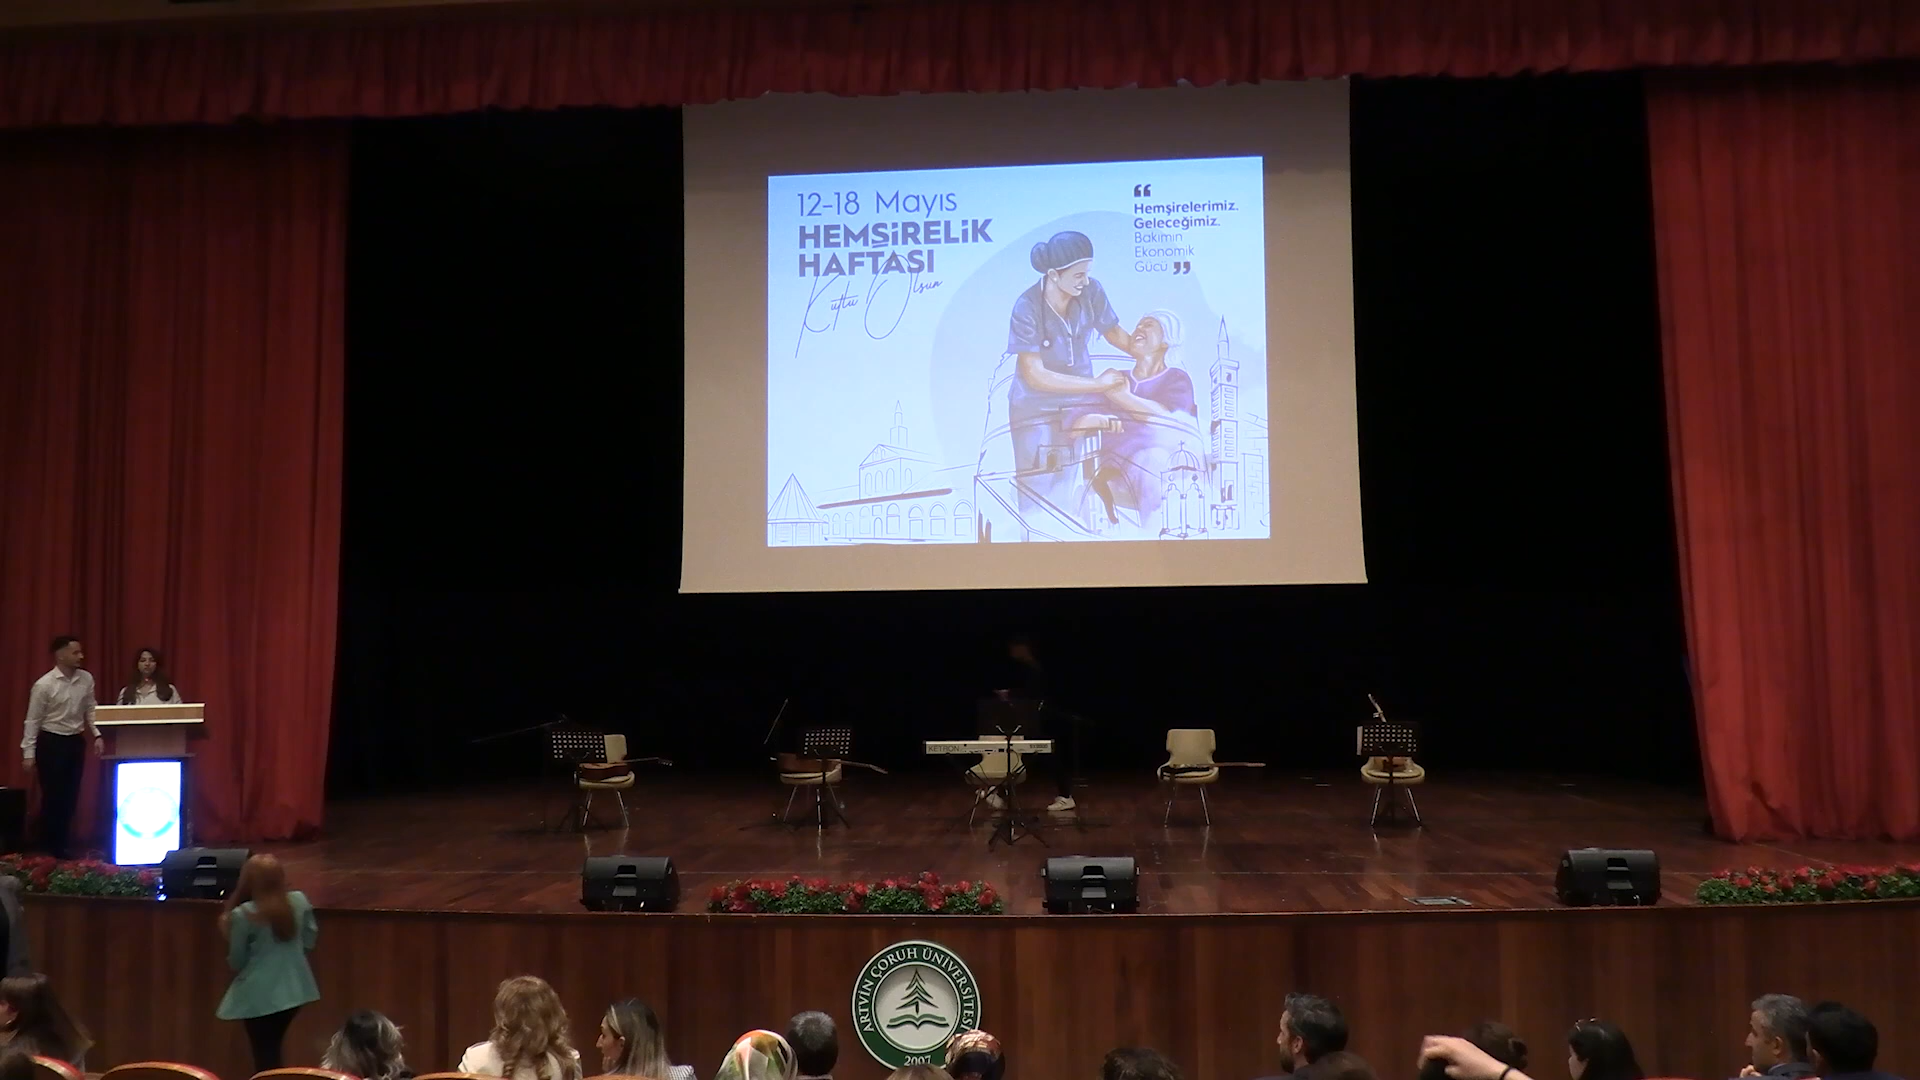 12-18 Mayıs
HEMŞİRELİK
HAFTASI
Kutlu Olsun
“
Hemşirelerimiz.
Geleceğimiz.
Bakımın
Ekonomik
Gücü ”
KETRON
ARTVİN ÇORUH ÜNİVERSİTESİ
2007